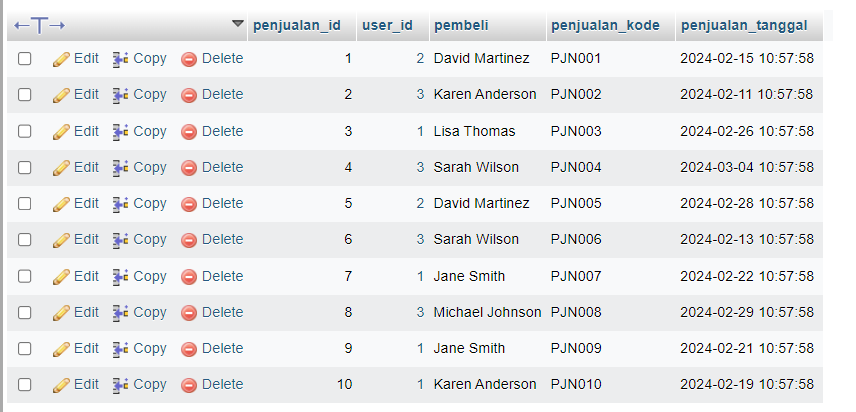 penjualan_id user_id pembeli penjualan_kode penjualan_tanggal
Edit Copy Delete 1 2 David Martinez PJN001 2024-02-15 10:57:58
Edit Copy Delete 2 3 Karen Anderson PJN002 2024-02-11 10:57:58
Edit Copy Delete 3 1 Lisa Thomas PJN003 2024-02-26 10:57:58
Edit Copy Delete 4 3 Sarah Wilson PJN004 2024-03-04 10:57:58
Edit Copy Delete 5 2 David Martinez PJN005 2024-02-28 10:57:58
Edit Copy Delete 6 3 Sarah Wilson PJN006 2024-02-13 10:57:58
Edit Copy Delete 7 1 Jane Smith PJN007 2024-02-22 10:57:58
Edit Copy Delete 8 3 Michael Johnson PJN008 2024-02-29 10:57:58
Edit Copy Delete 9 1 Jane Smith PJN009 2024-02-21 10:57:58
Edit Copy Delete 10 1 Karen Anderson PJN010 2024-02-19 10:57:58